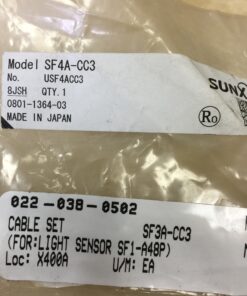 Model SF4A-CC3
No. USF4ACC3
SUNX
8JSH QTY.1
0801-1364-03
MADE IN JAPAN
Ro
022-038-0502
CABLE SET SF3A-CC3
(FOR:LIGHT SENSOR SF1-A48P)
Loc: X400A U/M: EA